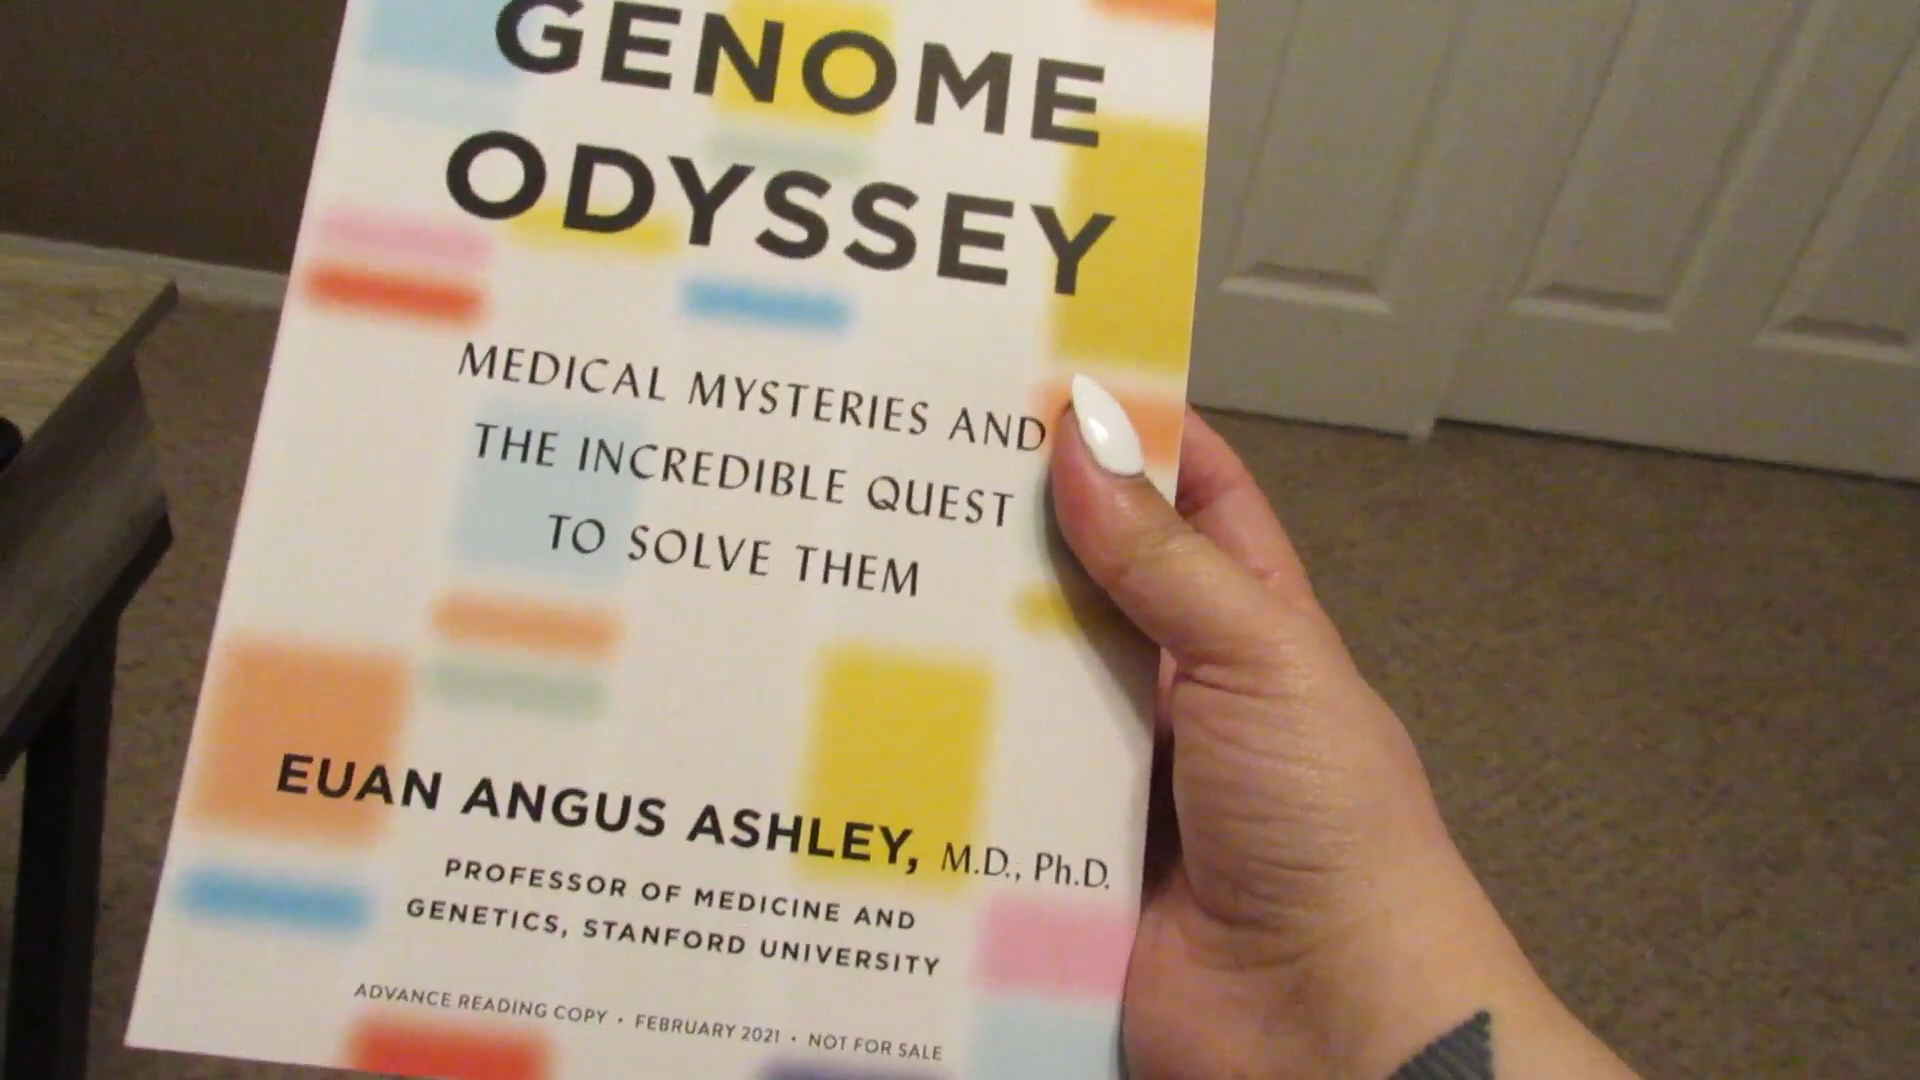 GENOME
ODYSSEY
MEDICAL MYSTERIES AND
THE INCREDIBLE QUEST
TO SOLVE THEM
EUAN ANGUS ASHLEY, M.D., Ph.D.
PROFESSOR OF MEDICINE AND
GENETICS, STANFORD UNIVERSITY
ADVANCE READING COPY • FEBRUARY 2021 • NOT FOR SALE